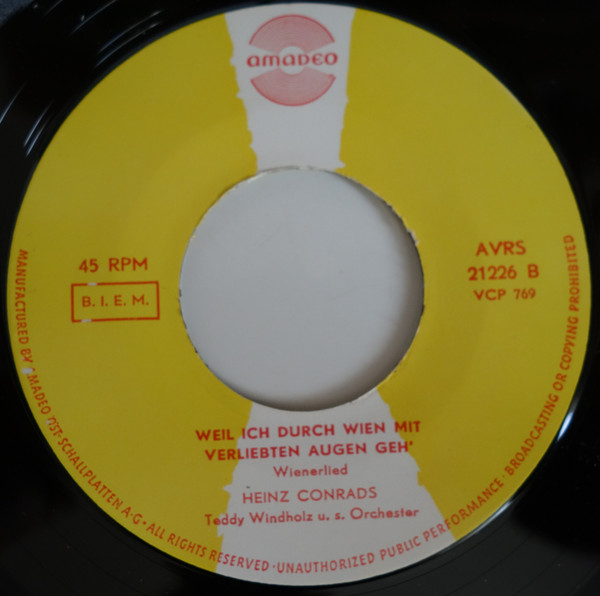 amadeo
45 RPM
B. I. E. M.
AVRS
21226 B
VCP 769
WEIL ICH DURCH WIEN MIT
VERLIEBTEN AUGEN GEH'
Wienerlied
HEINZ CONRADS
Teddy Windholz u. s. Orchester
MANUFACTURED BY AMADEO ÖST. SCHALLPLATTEN A·G · ALL RIGHTS RESERVED · UNAUTHORIZED PUBLIC PERFORMANCE · BROADCASTING OR COPYING PROHIBITED